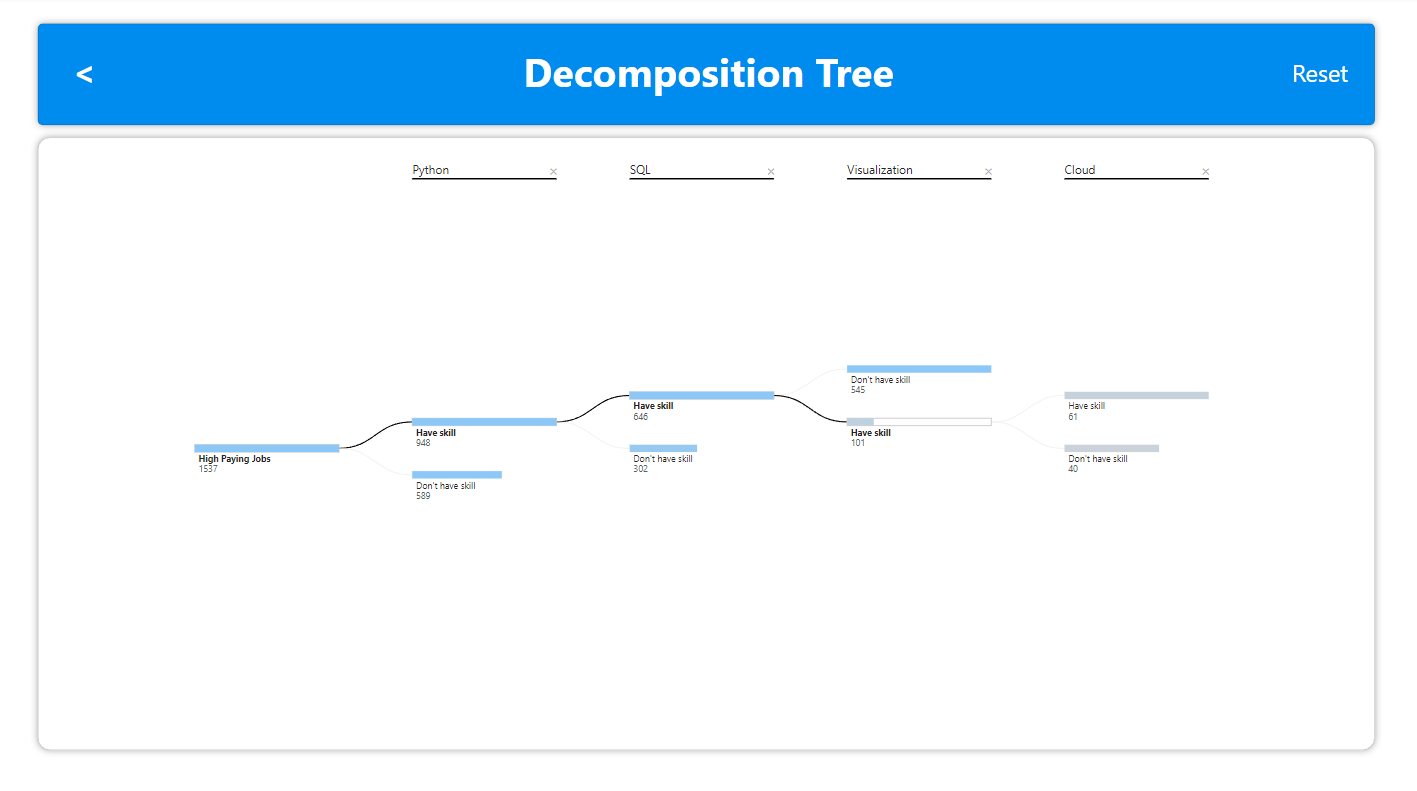 <
Decomposition Tree
Reset
Python ×
SQL ×
Visualization ×
Cloud ×
High Paying Jobs
1537
Have skill
948
Don't have skill
589
Have skill
646
Don't have skill
302
Don't have skill
545
Have skill
101
Have skill
61
Don't have skill
40